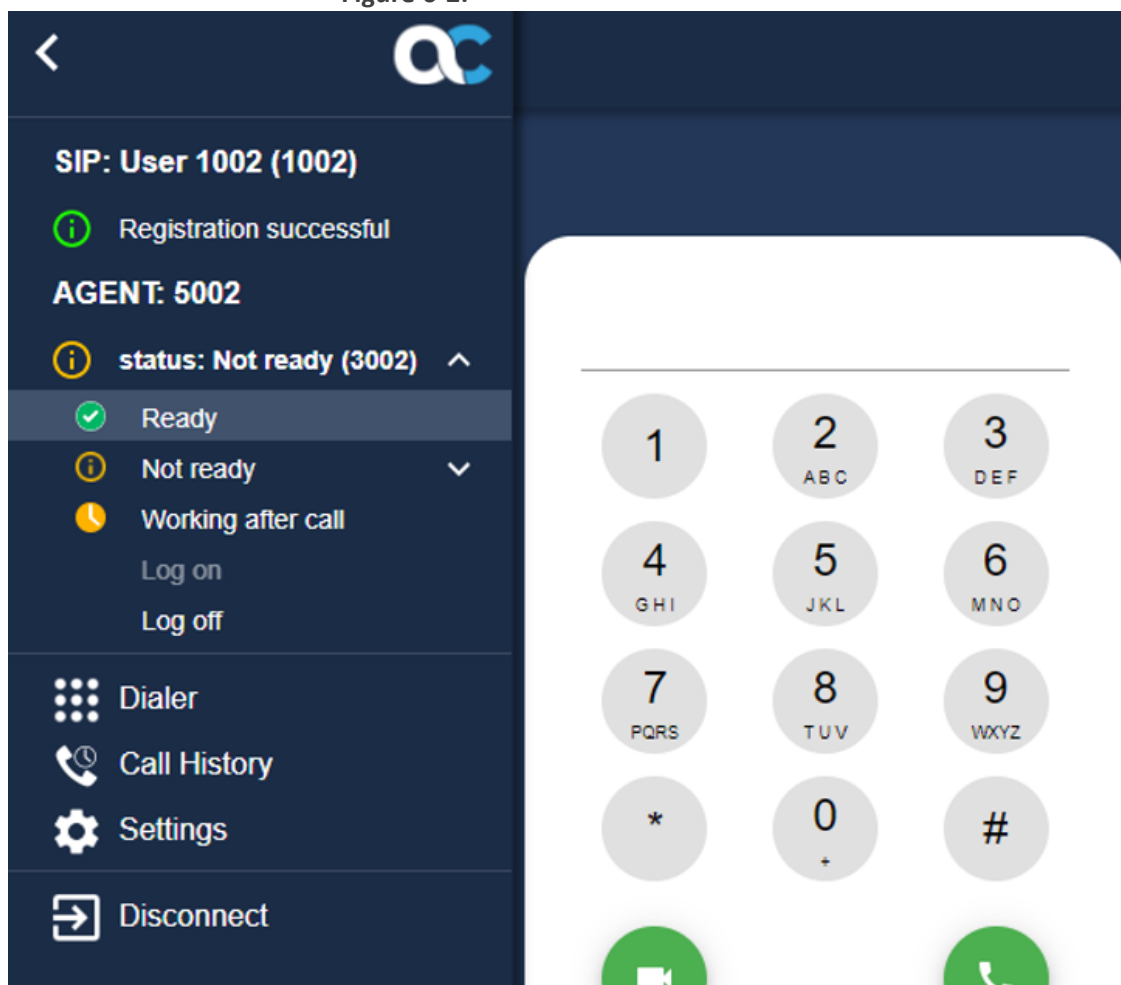 SIP: User 1002 (1002)
Registration successful
AGENT: 5002
status: Not ready (3002)
Ready
Not ready
Working after call
Log on
Log off
Dialer
Call History
Settings
Disconnect
1
2
ABC
3
DEF
4
GHI
5
JKL
6
MNO
7
PQRS
8
TUV
9
WXYZ
*
0
+
#